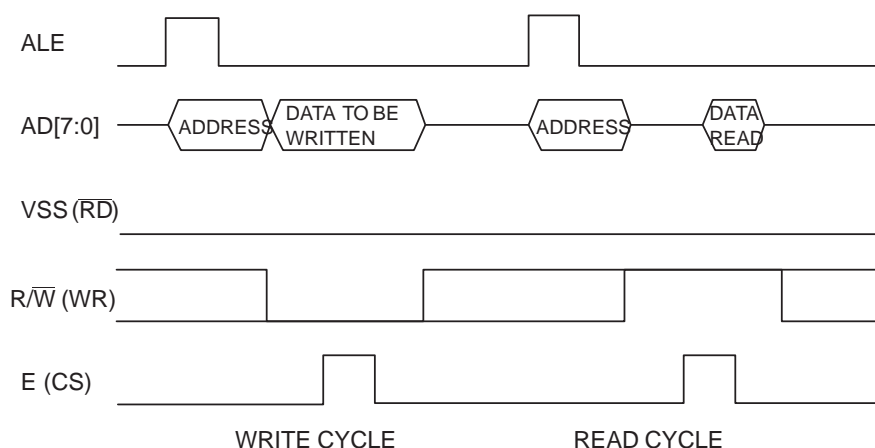 ALE
AD[7:0]
ADDRESS
DATA TO BE
WRITTEN
ADDRESS
DATA
READ
VSS (R̅D̅)
R/W̅ (WR)
E (CS)
WRITE CYCLE
READ CYCLE